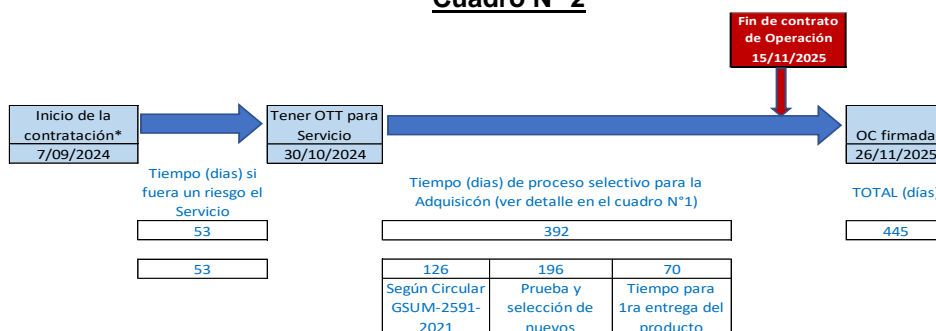 Cuadro N° 2
Fin de contrato
de Operación
15/11/2025
Inicio de la
contratación*
7/09/2024
Tener OTT para
Servicio
30/10/2024
OC firmada
26/11/2025
Tiempo (dias) si
fuera un riesgo el
Servicio
Tiempo (dias) de proceso selectivo para la
Adquisicón (ver detalle en el cuadro N°1)
TOTAL (días)
53
392
445
53
126
196
70
Según Circular
GSUM-2591-
2021
Prueba y
selección de
nuevos
Tiempo para
1ra entrega del
producto